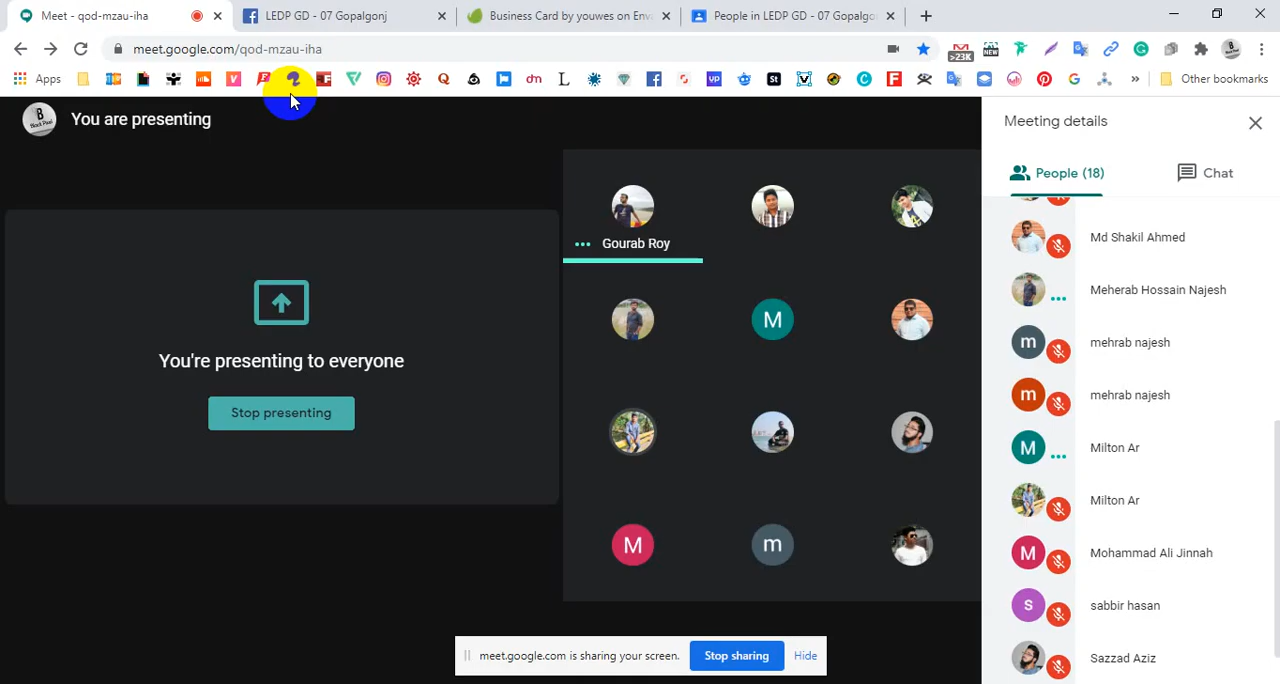 Meet - qod-mzau-iha
LEDP GD - 07 Gopalgonj
Business Card by youwes on Env
People in LEDP GD - 07 Gopalgo
meet.google.com/qod-mzau-iha
>23K
NEW
Apps
Other bookmarks
You are presenting
You're presenting to everyone
Stop presenting
Gourab Roy
M
M
m
Meeting details
People (18)
Chat
Md Shakil Ahmed
Meherab Hossain Najesh
m mehrab najesh
m mehrab najesh
M Milton Ar
Milton Ar
M Mohammad Ali Jinnah
s sabbir hasan
Sazzad Aziz
meet.google.com is sharing your screen.
Stop sharing
Hide